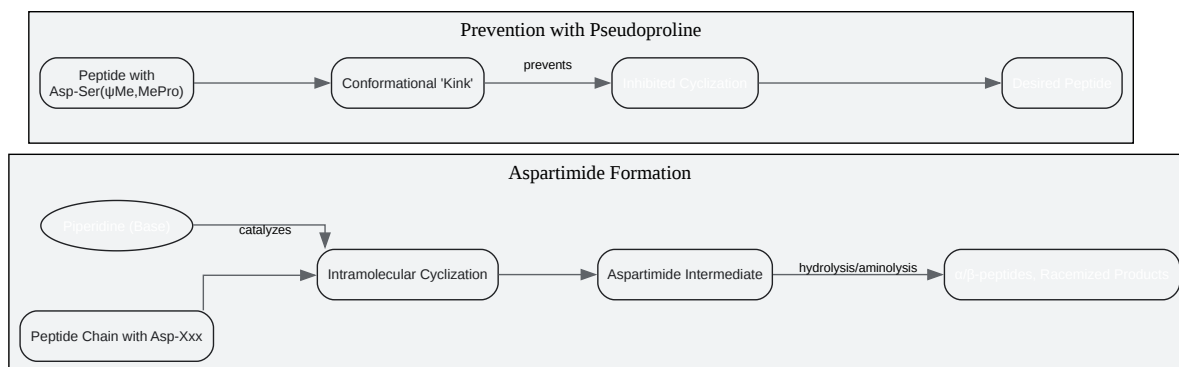 Prevention with Pseudoproline
Peptide with
Asp-Ser(ψMe,MePro)
Conformational 'Kink'
prevents
Inhibited Cyclization
Desired Peptide
Aspartimide Formation
Piperidine (Base)
catalyzes
Intramolecular Cyclization
Aspartimide Intermediate
hydrolysis/aminolysis
α/β-peptides, Racemized Products
Peptide Chain with Asp-Xxx